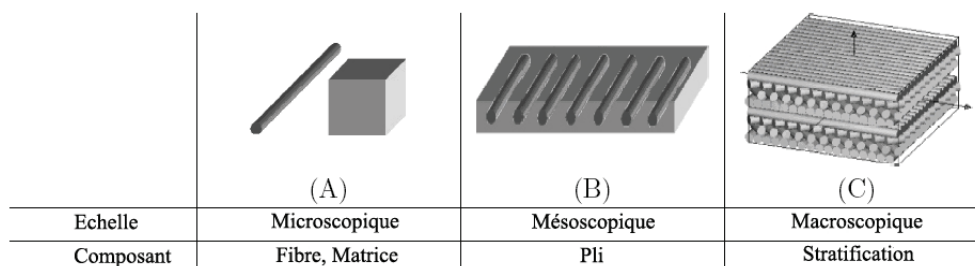 (A) (B) (C)
Echelle Microscopique Mésoscopique Macroscopique
Composant Fibre, Matrice Pli Stratification